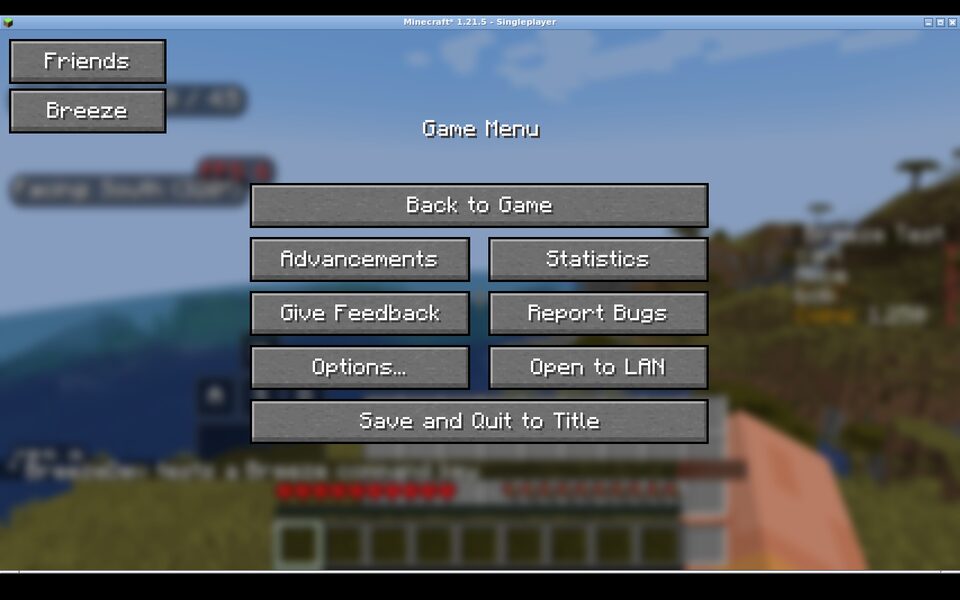 Minecraft* 1.21.5 - Singleplayer
Friends
Breeze
Game Menu
Back to Game
Advancements
Statistics
Give Feedback
Report Bugs
Options...
Open to LAN
Save and Quit to Title